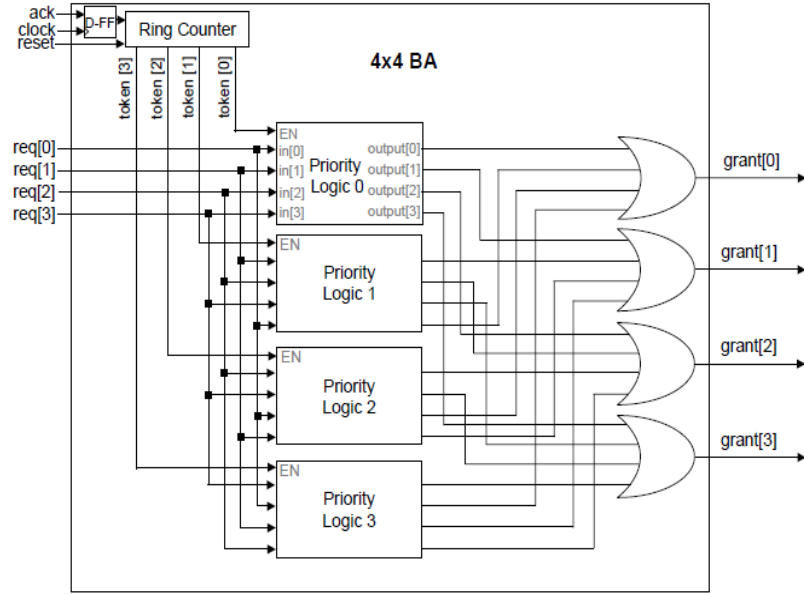 ack
clock
reset
D-FF
Ring Counter
token [3]
token [2]
token [1]
token [0]
4x4 BA
req[0]
req[1]
req[2]
req[3]
EN
in[0]
in[1]
in[2]
in[3]
Priority
Logic 0
output[0]
output[1]
output[2]
output[3]
EN
Priority
Logic 1
EN
Priority
Logic 2
EN
Priority
Logic 3
grant[0]
grant[1]
grant[2]
grant[3]